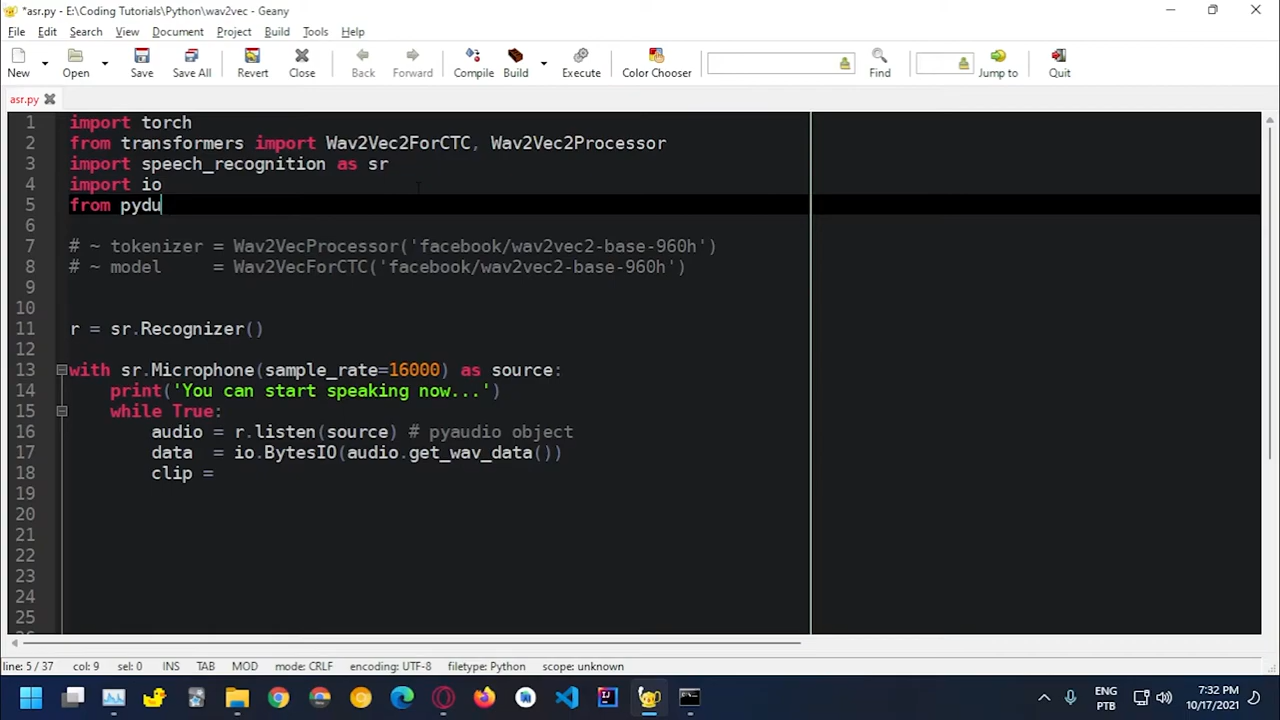 *asr.py - E:\Coding Tutorials\Python\wav2vec - Geany
File Edit Search View Document Project Build Tools Help
New Open Save Save All Revert Close Back Forward Compile Build Execute Color Chooser Find Jump to Quit
asr.py
1 import torch
2 from transformers import Wav2Vec2ForCTC, Wav2Vec2Processor
3 import speech_recognition as sr
4 import io
5 from pydu
6
7 # ~ tokenizer = Wav2VecProcessor('facebook/wav2vec2-base-960h')
8 # ~ model     = Wav2VecForCTC('facebook/wav2vec2-base-960h')
9
10
11 r = sr.Recognizer()
12
13 with sr.Microphone(sample_rate=16000) as source:
14     print('You can start speaking now...')
15     while True:
16         audio = r.listen(source) # pyaudio object
17         data  = io.BytesIO(audio.get_wav_data())
18         clip =
19
20
21
22
23
24
25
line: 5 / 37 col: 9 sel: 0 INS TAB MOD mode: CRLF encoding: UTF-8 filetype: Python scope: unknown
ENG
PTB
7:32 PM
10/17/2021